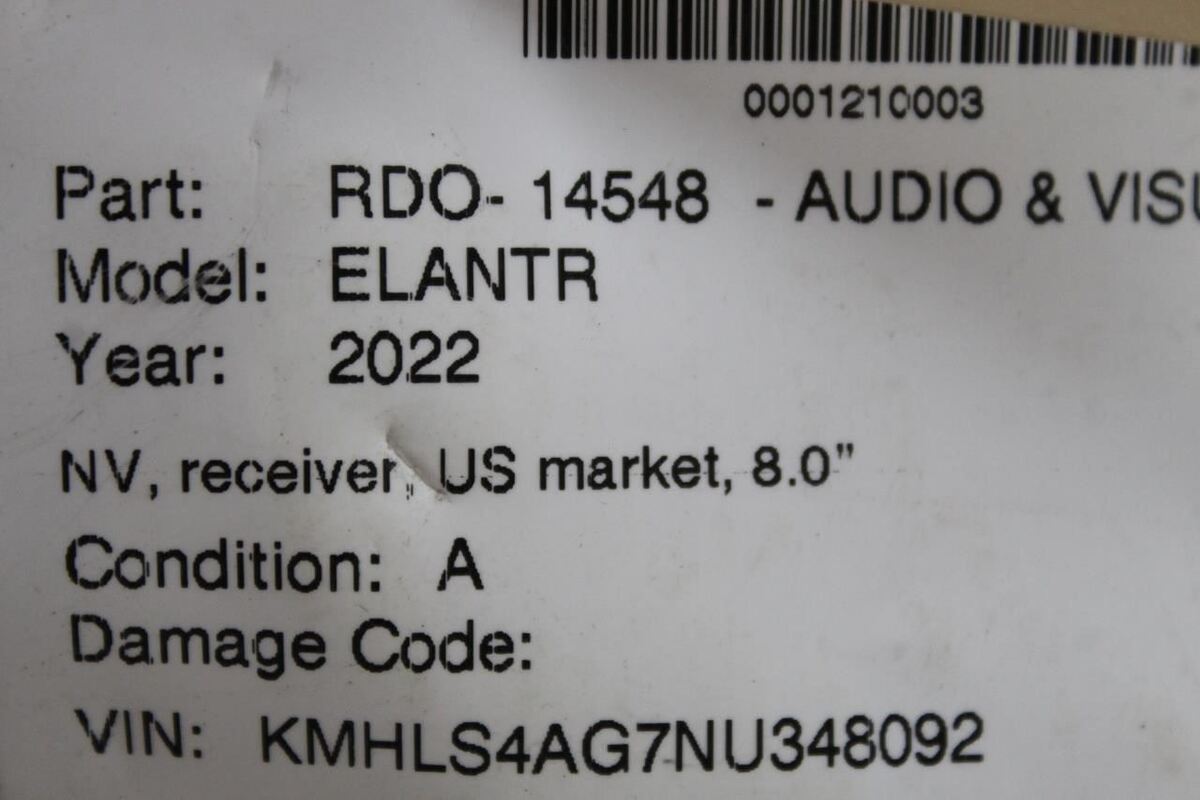 0001210003
Part: RDO- 14548 - AUDIO & VISU
Model: ELANTR
Year: 2022
NV, receiver, US market, 8.0"
Condition: A
Damage Code:
VIN: KMHLS4AG7NU348092